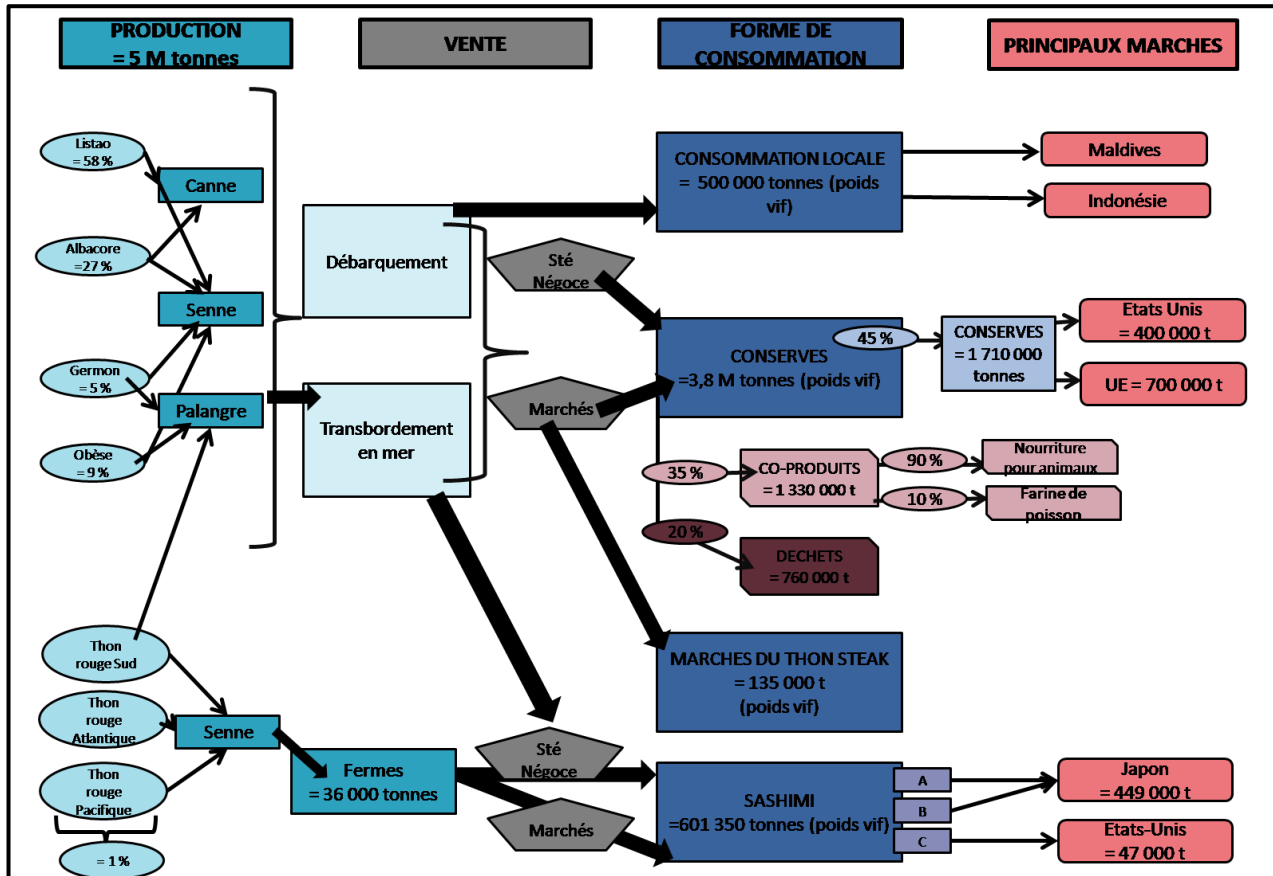 PRODUCTION
= 5 M tonnes
VENTE
FORME DE
CONSOMMATION
PRINCIPAUX MARCHES
Listao
= 58 %
Canne
Albacore
=27 %
Senne
Germon
= 5 %
Palangre
Obèse
= 9 %
Débarquement
Transbordement
en mer
Sté
Négoce
Marchés
CONSOMMATION LOCALE
= 500 000 tonnes (poids
vif)
Maldives
Indonésie
CONSERVES
=3,8 M tonnes (poids vif)
45 %
CONSERVES
= 1 710 000
tonnes
Etats Unis
= 400 000 t
UE = 700 000 t
35 %
CO-PRODUITS
= 1 330 000 t
90 %
Nourriture
pour animaux
10 %
Farine de
poisson
20 %
DECHETS
= 760 000 t
MARCHES DU THON STEAK
= 135 000 t
(poids vif)
Thon
rouge Sud
Thon
rouge
Atlantique
Thon
rouge
Pacifique
= 1 %
Senne
Fermes
= 36 000 tonnes
Sté
Négoce
Marchés
SASHIMI
=601 350 tonnes (poids vif)
A
B
C
Japon
= 449 000 t
Etats-Unis
= 47 000 t